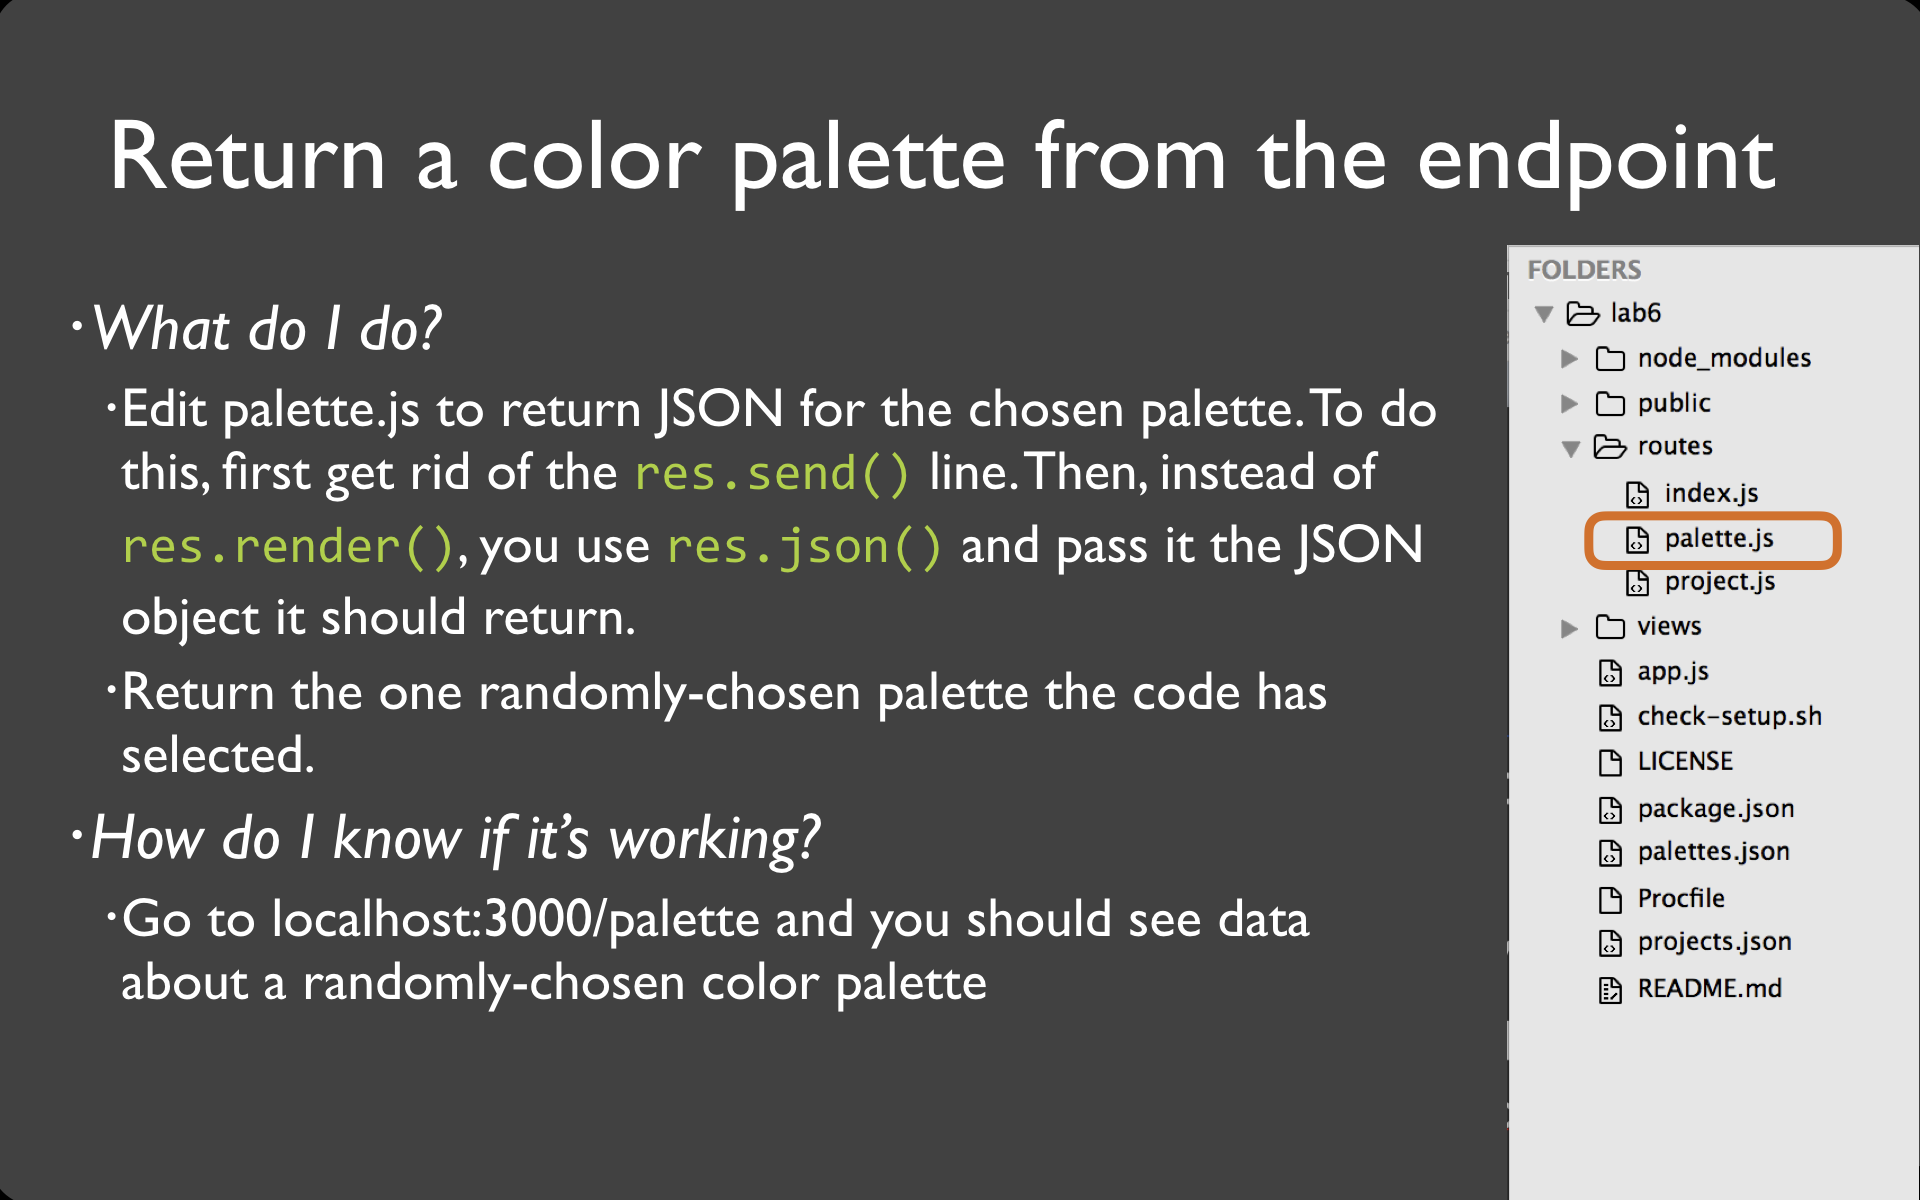 Return a color palette from the endpoint
•What do I do?
•Edit palette.js to return JSON for the chosen palette. To do
this, first get rid of the res.send() line. Then, instead of
res.render(), you use res.json() and pass it the JSON
object it should return.
•Return the one randomly-chosen palette the code has
selected.
•How do I know if it’s working?
•Go to localhost:3000/palette and you should see data
about a randomly-chosen color palette
FOLDERS
lab6
node_modules
public
routes
index.js
palette.js
project.js
views
app.js
check-setup.sh
LICENSE
package.json
palettes.json
Procfile
projects.json
README.md